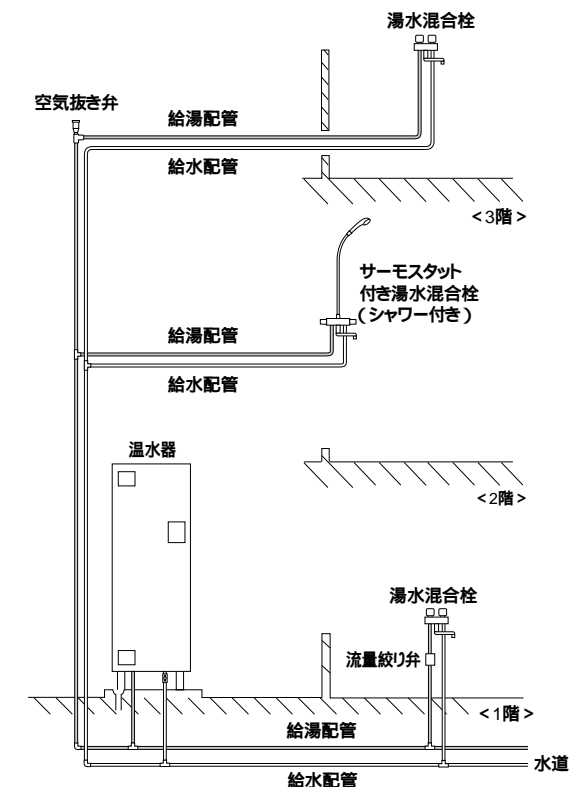 湯水混合栓
空気抜き弁
給湯配管
給水配管
<3階>
サーモスタット
付き湯水混合栓
(シャワー付き)
給湯配管
給水配管
温水器
<2階>
湯水混合栓
流量絞り弁
<1階>
給湯配管
水道
給水配管